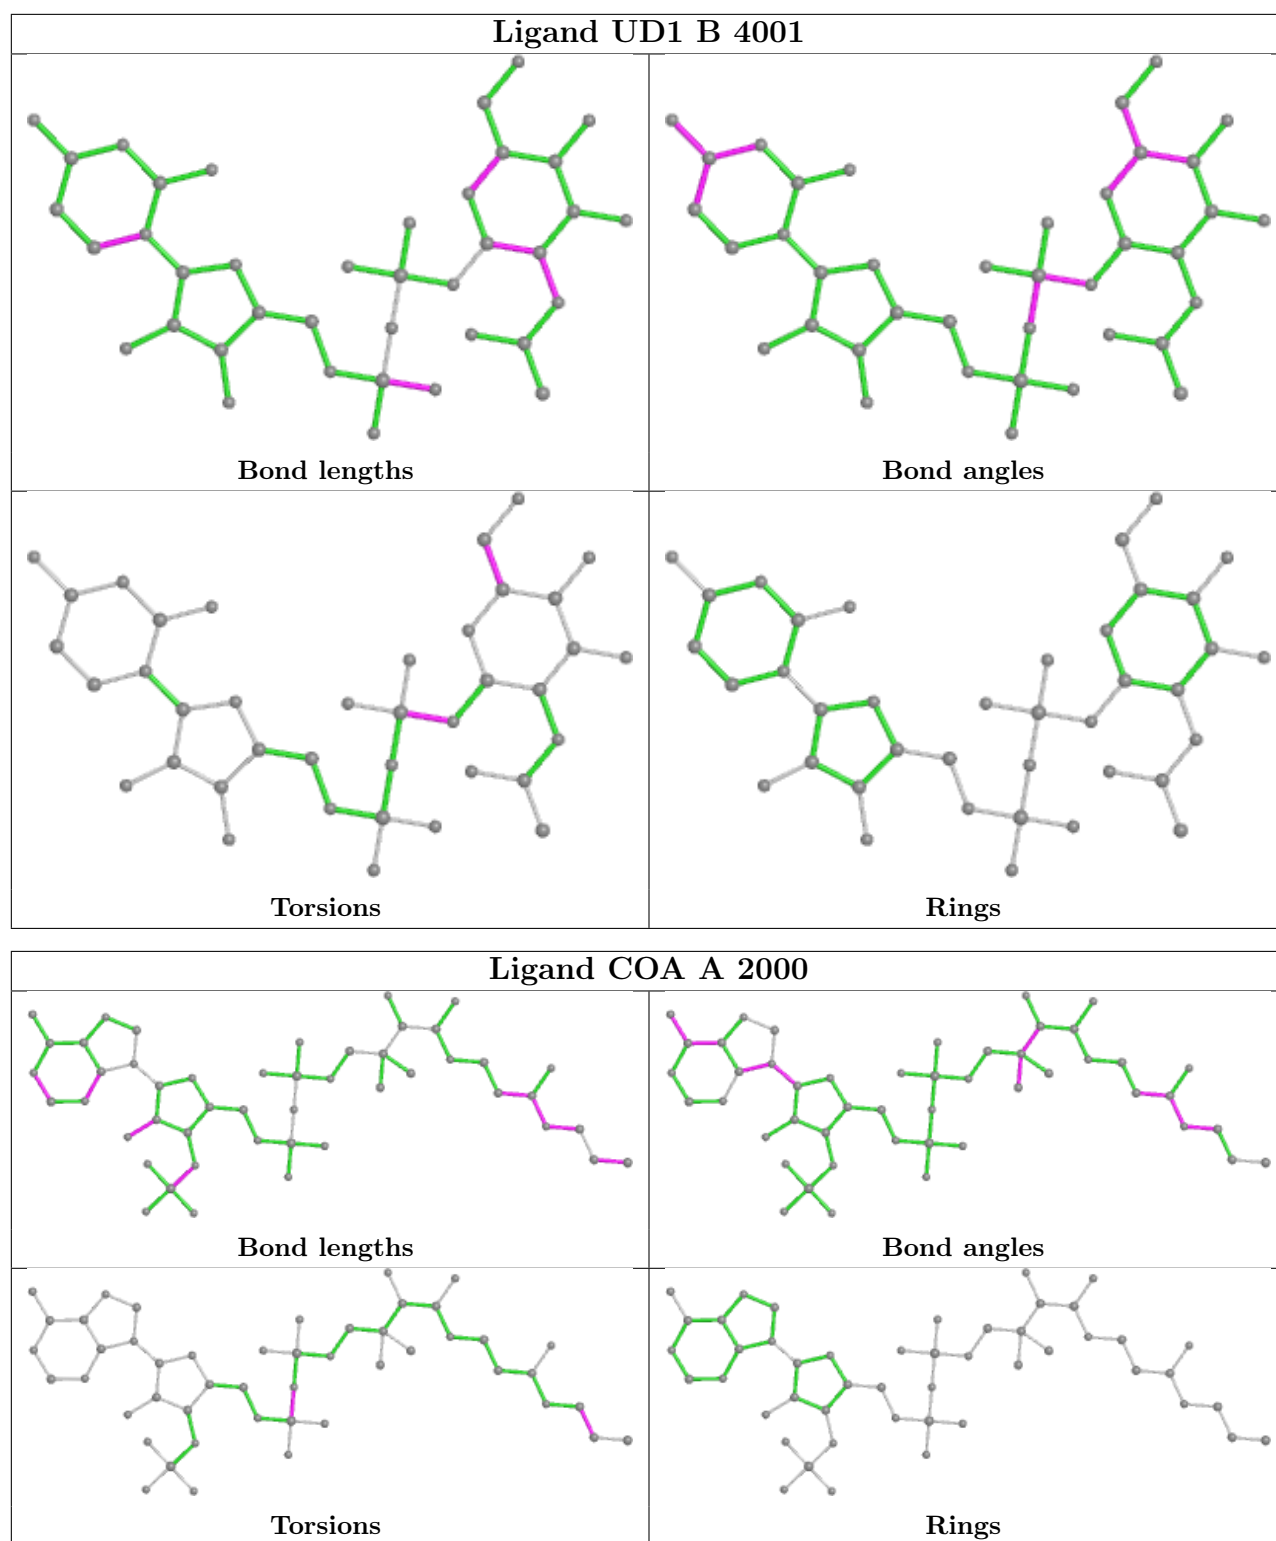 Ligand UD1 B 4001
Bond lengths
Bond angles
Torsions
Rings
Ligand COA A 2000
Bond lengths
Bond angles
Torsions
Rings